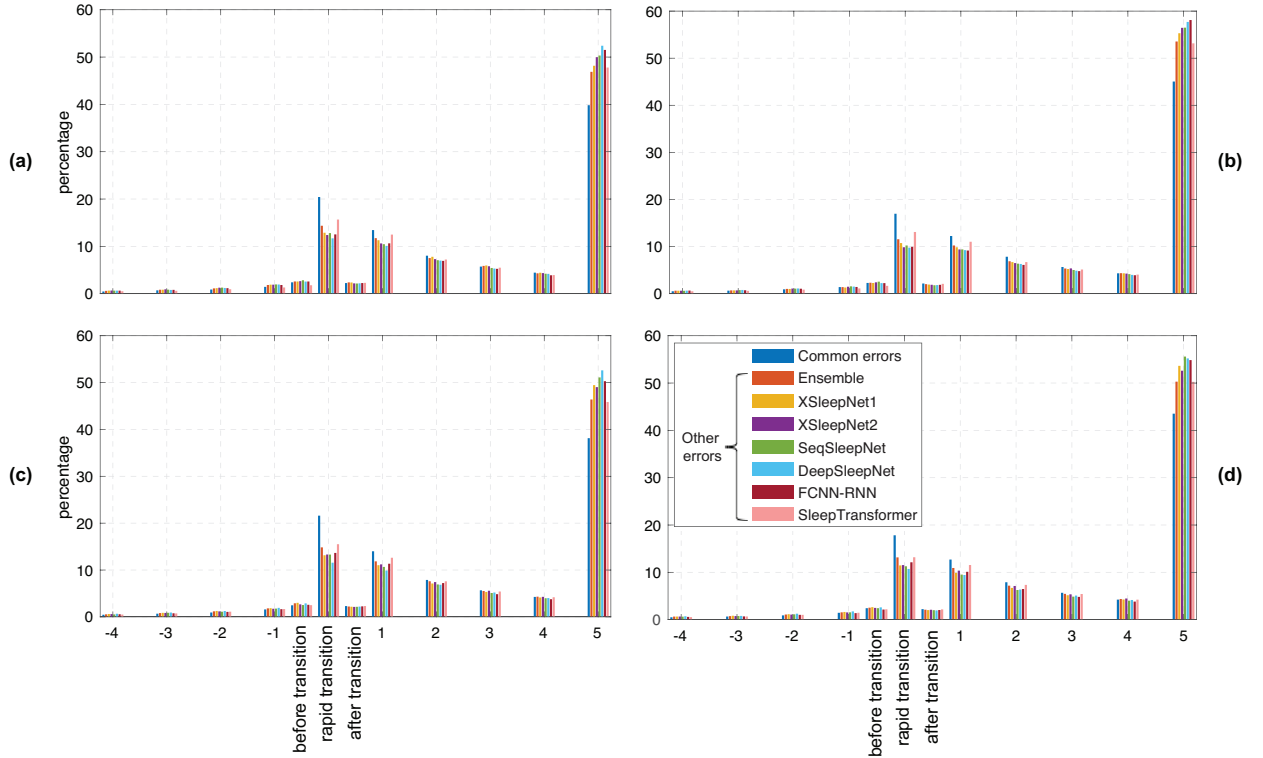 (a)
percentage
60
50
40
30
20
10
0
(b)
60
50
40
30
20
10
0
(c)
percentage
60
50
40
30
20
10
0
-4
-3
-2
-1
before transition
rapid transition
after transition
1
2
3
4
5
(d)
60
50
40
30
20
10
0
Common errors
Other
errors
Ensemble
XSleepNet1
XSleepNet2
SeqSleepNet
DeepSleepNet
FCNN-RNN
SleepTransformer
-4
-3
-2
-1
before transition
rapid transition
after transition
1
2
3
4
5